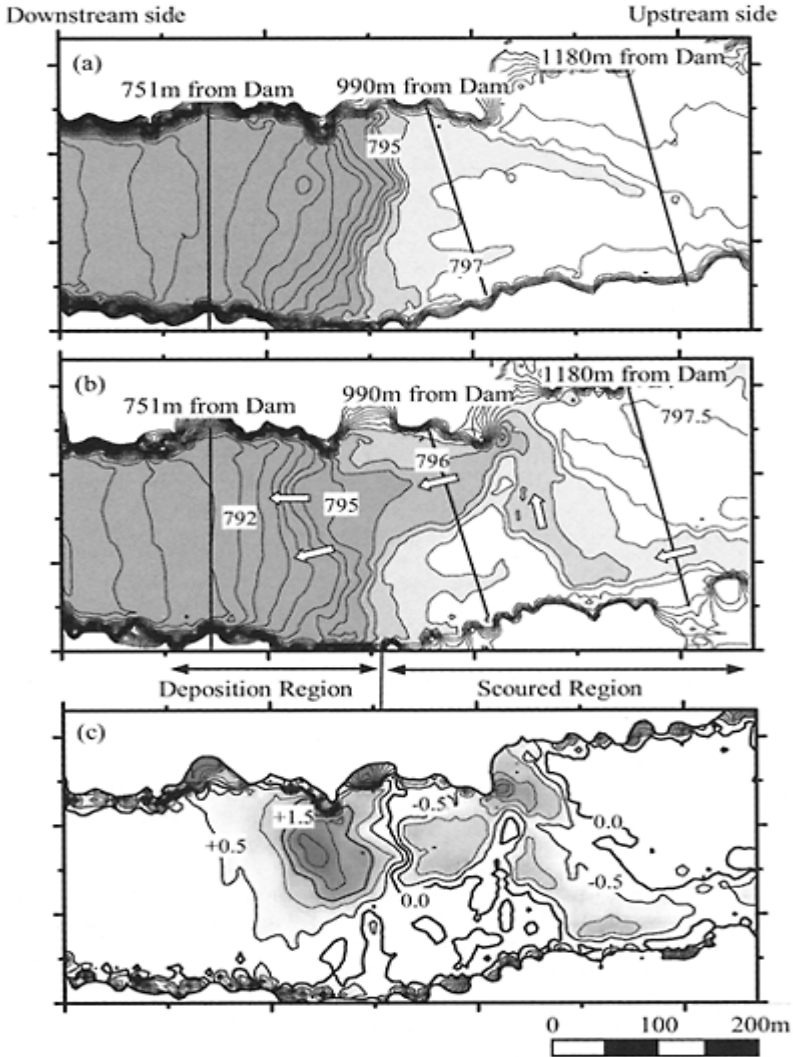 Downstream side
Upstream side
(a)
1180m from Dam
751m from Dam
990m from Dam
795
797
(b)
1180m from Dam
751m from Dam
990m from Dam
797.5
796
792
795
Deposition Region
Scoured Region
(c)
-0.5
+1.5
0.0
+0.5
-0.5
0.0
0 100 200m